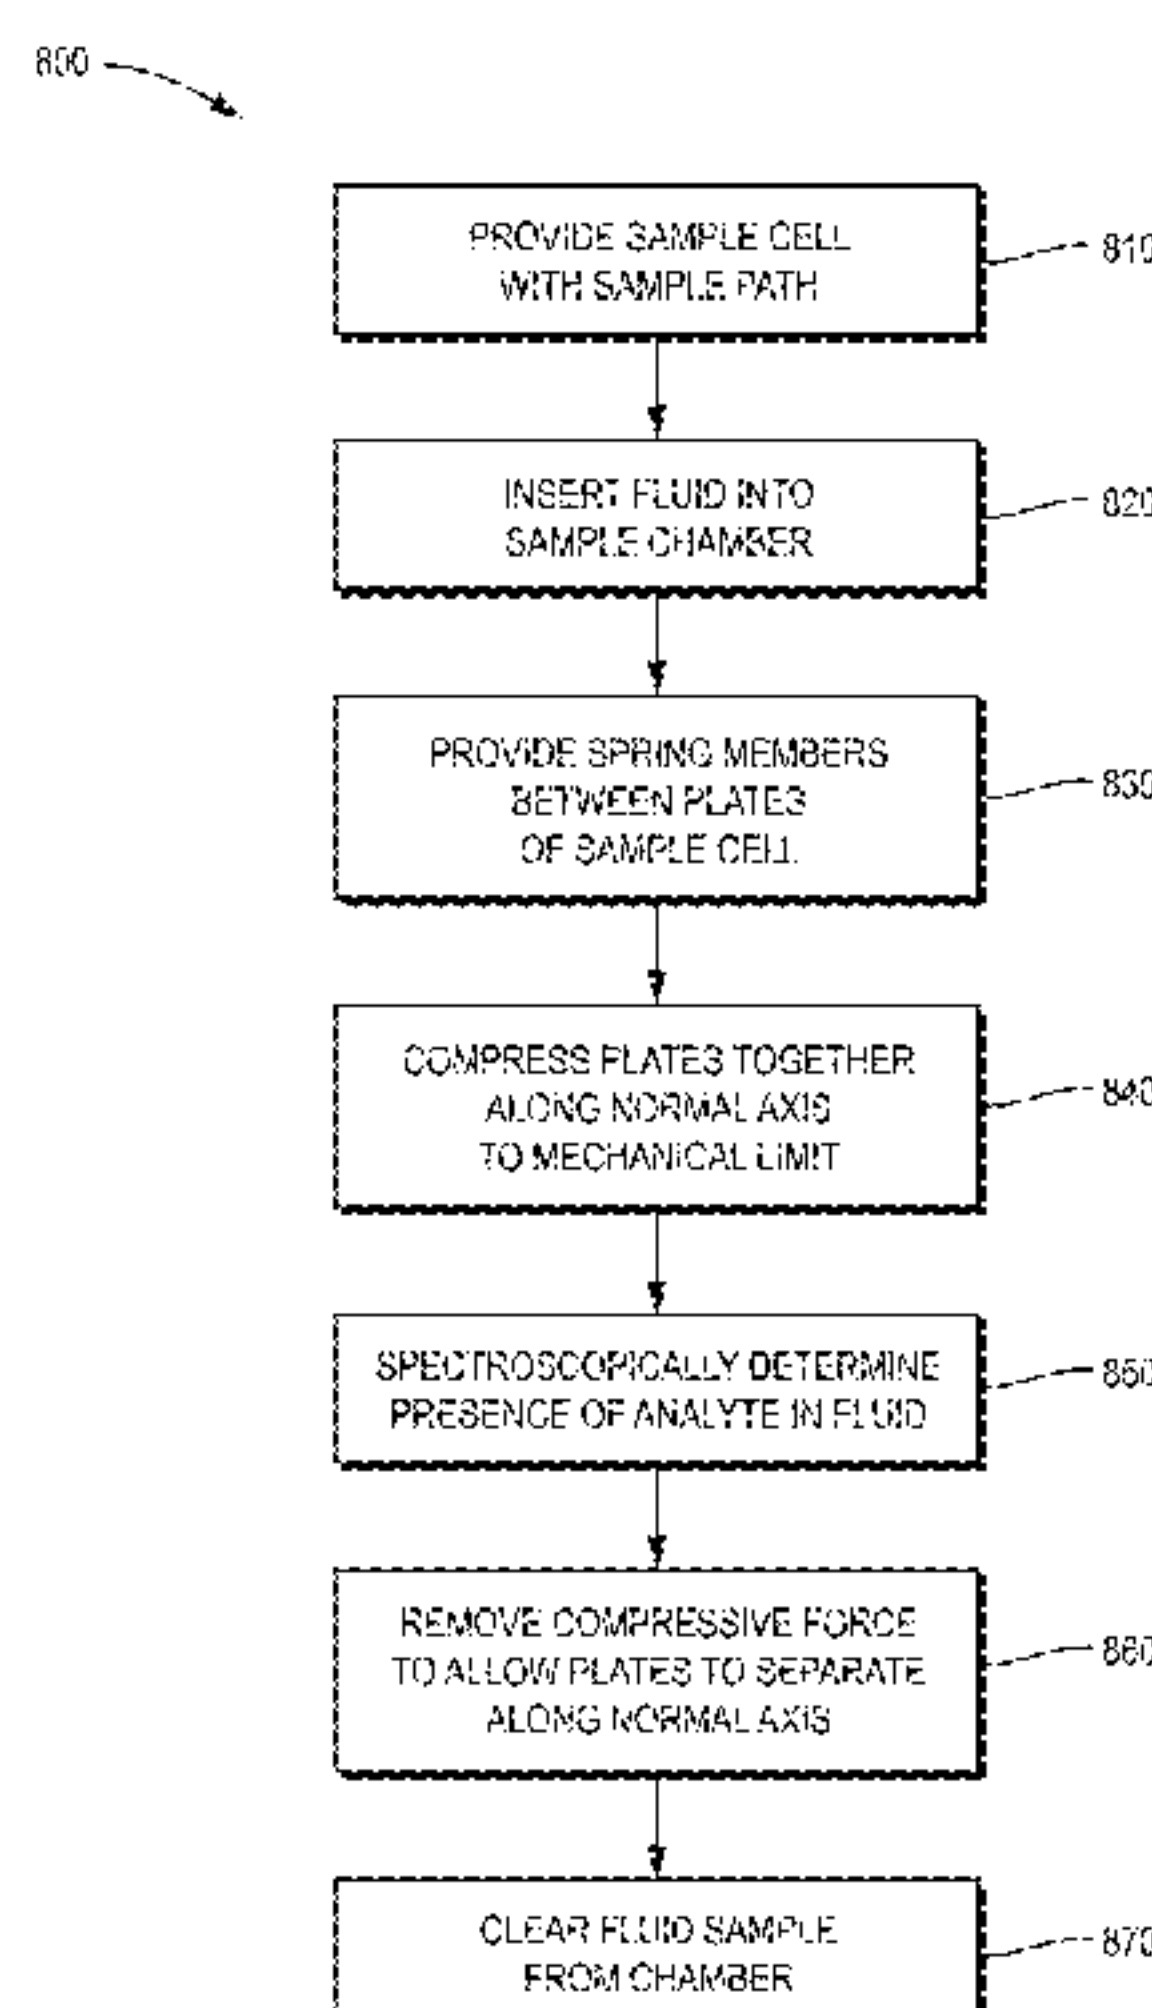 800
PROVIDE SAMPLE CELL
WITH SAMPLE PATH
810
INSERT FLUID INTO
SAMPLE CHAMBER
820
PROVIDE SPRING MEMBERS
BETWEEN PLATES
OF SAMPLE CELL
830
COMPRESS PLATES TOGETHER
ALONG NORMAL AXIS
TO MECHANICAL LIMIT
840
SPECTROSCOPICALLY DETERMINE
PRESENCE OF ANALYTE IN FLUID
850
REMOVE COMPRESSIVE FORCE
TO ALLOW PLATES TO SEPARATE
ALONG NORMAL AXIS
860
CLEAR FLUID SAMPLE
FROM CHAMBER
870